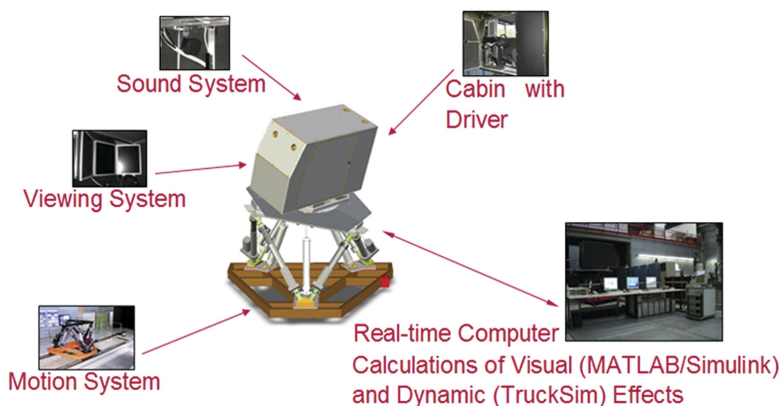 Sound System
Cabin with
Driver
Viewing System
Motion System
Real-time Computer
Calculations of Visual (MATLAB/Simulink)
and Dynamic (TruckSim) Effects